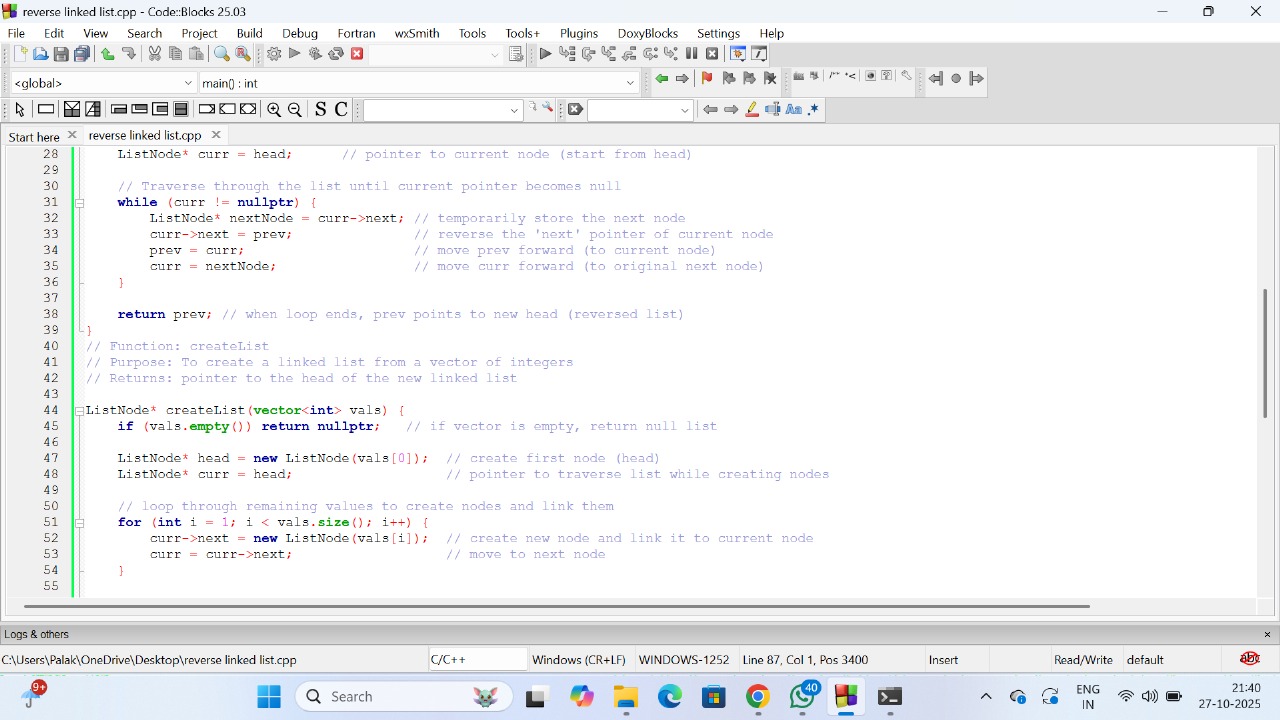 reverse linked list.cpp - Code::Blocks 25.03
File Edit View Search Project Build Debug Fortran wxSmith Tools Tools+ Plugins DoxyBlocks Settings Help
<global> main() : int
S C Aa .*
Start here reverse linked list.cpp
28 ListNode* curr = head; // pointer to current node (start from head)
29
30 // Traverse through the list until current pointer becomes null
31 while (curr != nullptr) {
32 ListNode* nextNode = curr->next; // temporarily store the next node
33 curr->next = prev; // reverse the 'next' pointer of current node
34 prev = curr; // move prev forward (to current node)
35 curr = nextNode; // move curr forward (to original next node)
36 }
37
38 return prev; // when loop ends, prev points to new head (reversed list)
39 }
40 // Function: createList
41 // Purpose: To create a linked list from a vector of integers
42 // Returns: pointer to the head of the new linked list
43
44 ListNode* createList(vector<int> vals) {
45 if (vals.empty()) return nullptr; // if vector is empty, return null list
46
47 ListNode* head = new ListNode(vals[0]); // create first node (head)
48 ListNode* curr = head; // pointer to traverse list while creating nodes
49
50 // loop through remaining values to create nodes and link them
51 for (int i = 1; i < vals.size(); i++) {
52 curr->next = new ListNode(vals[i]); // create new node and link it to current node
53 curr = curr->next; // move to next node
54 }
55
Logs & others
C:\Users\Palak\OneDrive\Desktop\reverse linked list.cpp C/C++ Windows (CR+LF) WINDOWS-1252 Line 87, Col 1, Pos 3400 Insert Read/Write default abc
9+ Search 40 ENG IN 21:40 27-10-2025